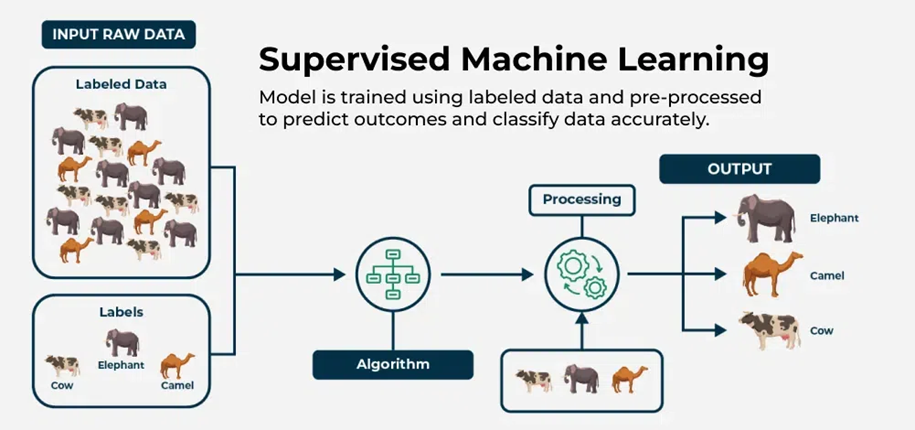 INPUT RAW DATA
Labeled Data
Supervised Machine Learning
Model is trained using labeled data and pre-processed
to predict outcomes and classify data accurately.
Labels
Cow
Elephant
Camel
Algorithm
Processing
OUTPUT
Elephant
Camel
Cow